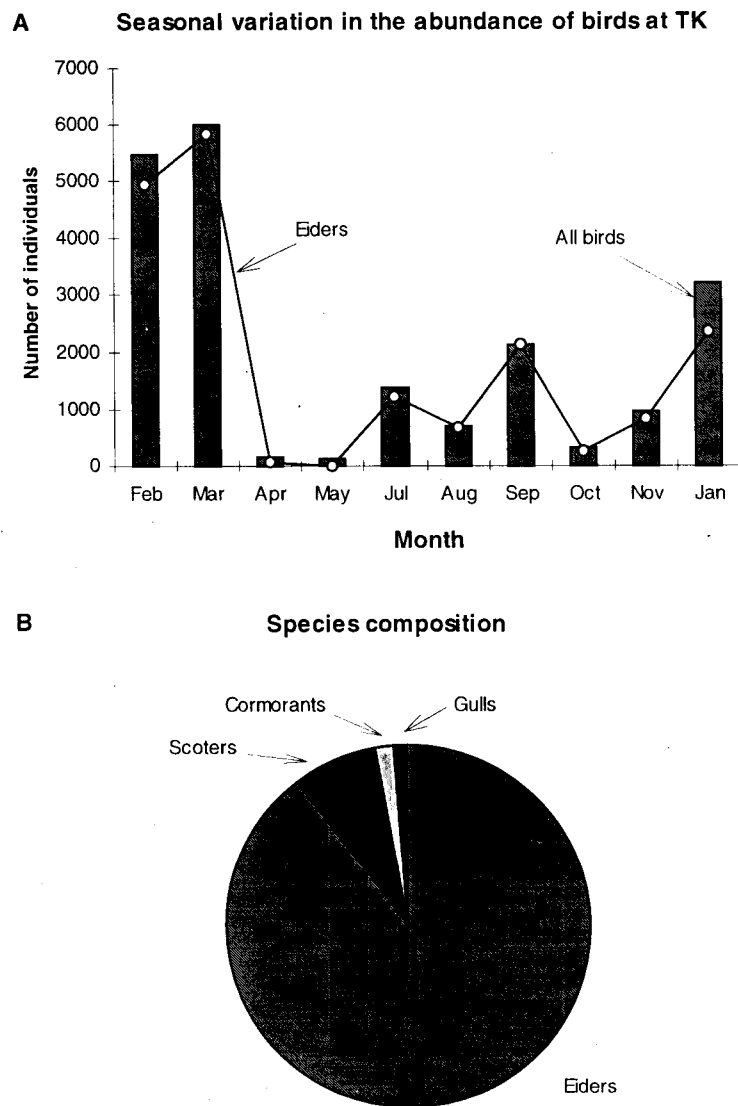 A Seasonal variation in the abundance of birds at TK
7000
6000
5000
4000
3000
2000
1000
0
Number of individuals
Eiders
All birds
Feb Mar Apr May Jul Aug Sep Oct Nov Jan
Month
B Species composition
Cormorants Gulls
Scoters
Eiders